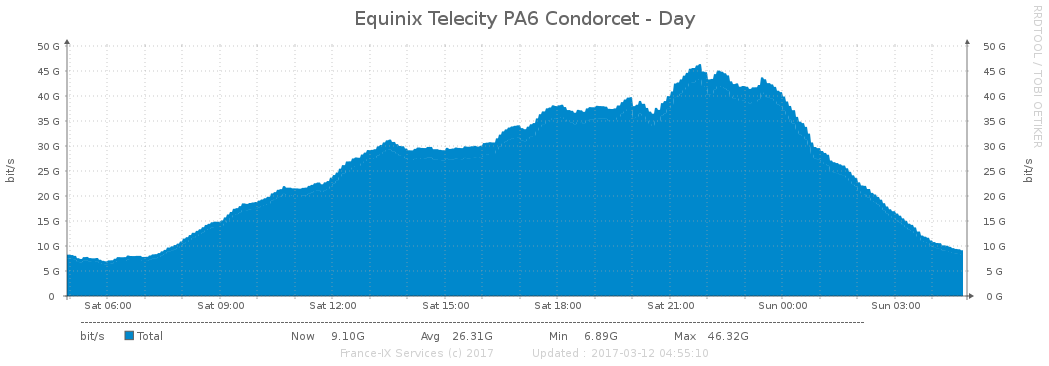 Equinix Telecity PA6 Condorcet - Day
RRDTOOL / TOBI OETIKER
50 G 50 G
45 G 45 G
40 G 40 G
35 G 35 G
30 G 30 G
25 G 25 G
20 G 20 G
15 G 15 G
10 G 10 G
5 G 5 G
0 0 G
bit/s
bit/s
Sat 06:00 Sat 09:00 Sat 12:00 Sat 15:00 Sat 18:00 Sat 21:00 Sun 00:00 Sun 03:00
bit/s Total Now 9.10G Avg 26.31G Min 6.89G Max 46.32G
France-IX Services (c) 2017 Updated : 2017-03-12 04:55:10